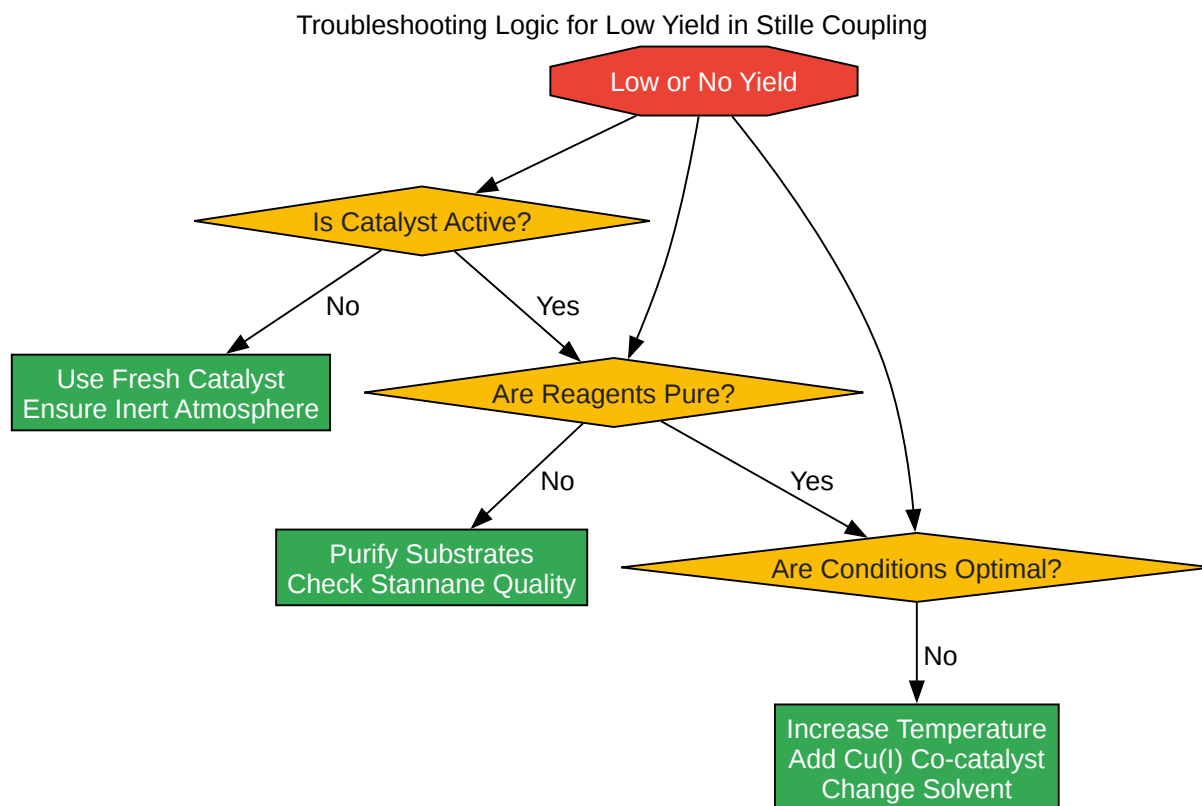 Troubleshooting Logic for Low Yield in Stille Coupling
Low or No Yield
Is Catalyst Active?
No
Yes
Use Fresh Catalyst
Ensure Inert Atmosphere
Are Reagents Pure?
No
Yes
Purify Substrates
Check Stannane Quality
Are Conditions Optimal?
No
Increase Temperature
Add Cu(I) Co-catalyst
Change Solvent